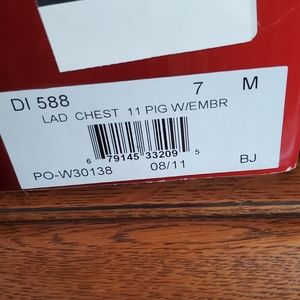 DI 588 7 M
LAD CHEST 11 PIG W/EMBR
6 79145 33209 5
PO-W30138 08/11 BJ